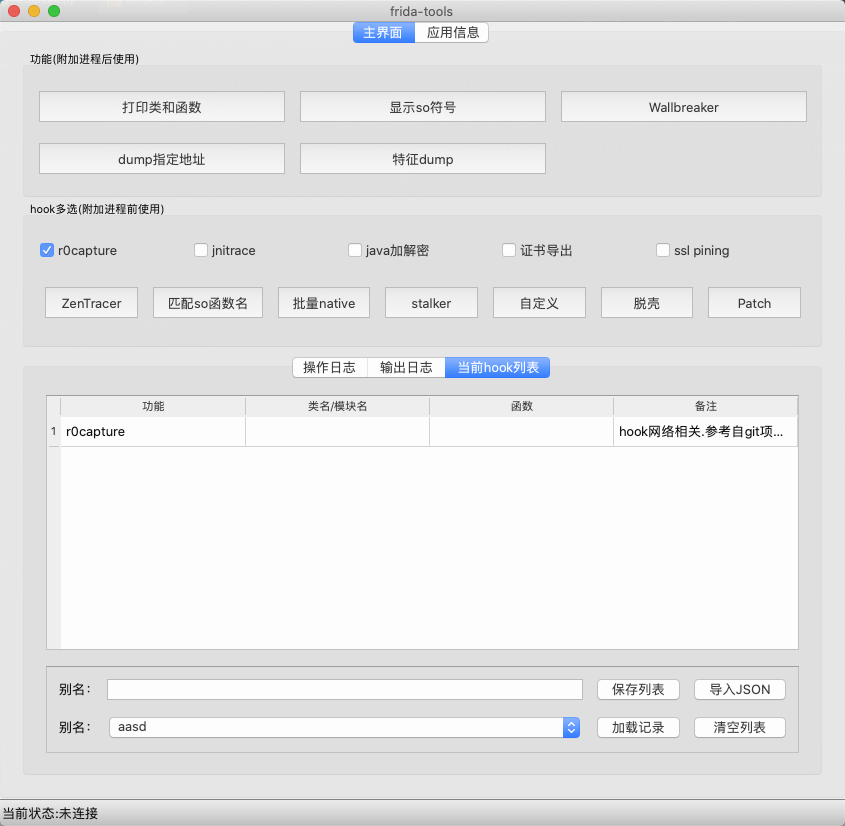 frida-tools
主界面 应用信息
功能(附加进程后使用)
打印类和函数 显示so符号 Wallbreaker
dump指定地址 特征dump
hook多选(附加进程前使用)
r0capture jnitrace java加解密 证书导出 ssl pining
ZenTracer 匹配so函数名 批量native stalker 自定义 脱壳 Patch
操作日志 输出日志 当前hook列表
功能 类名/模块名 函数 备注
1 r0capture hook网络相关.参考自git项...
别名: 保存列表 导入JSON
别名: aasd 加载记录 清空列表
当前状态:未连接